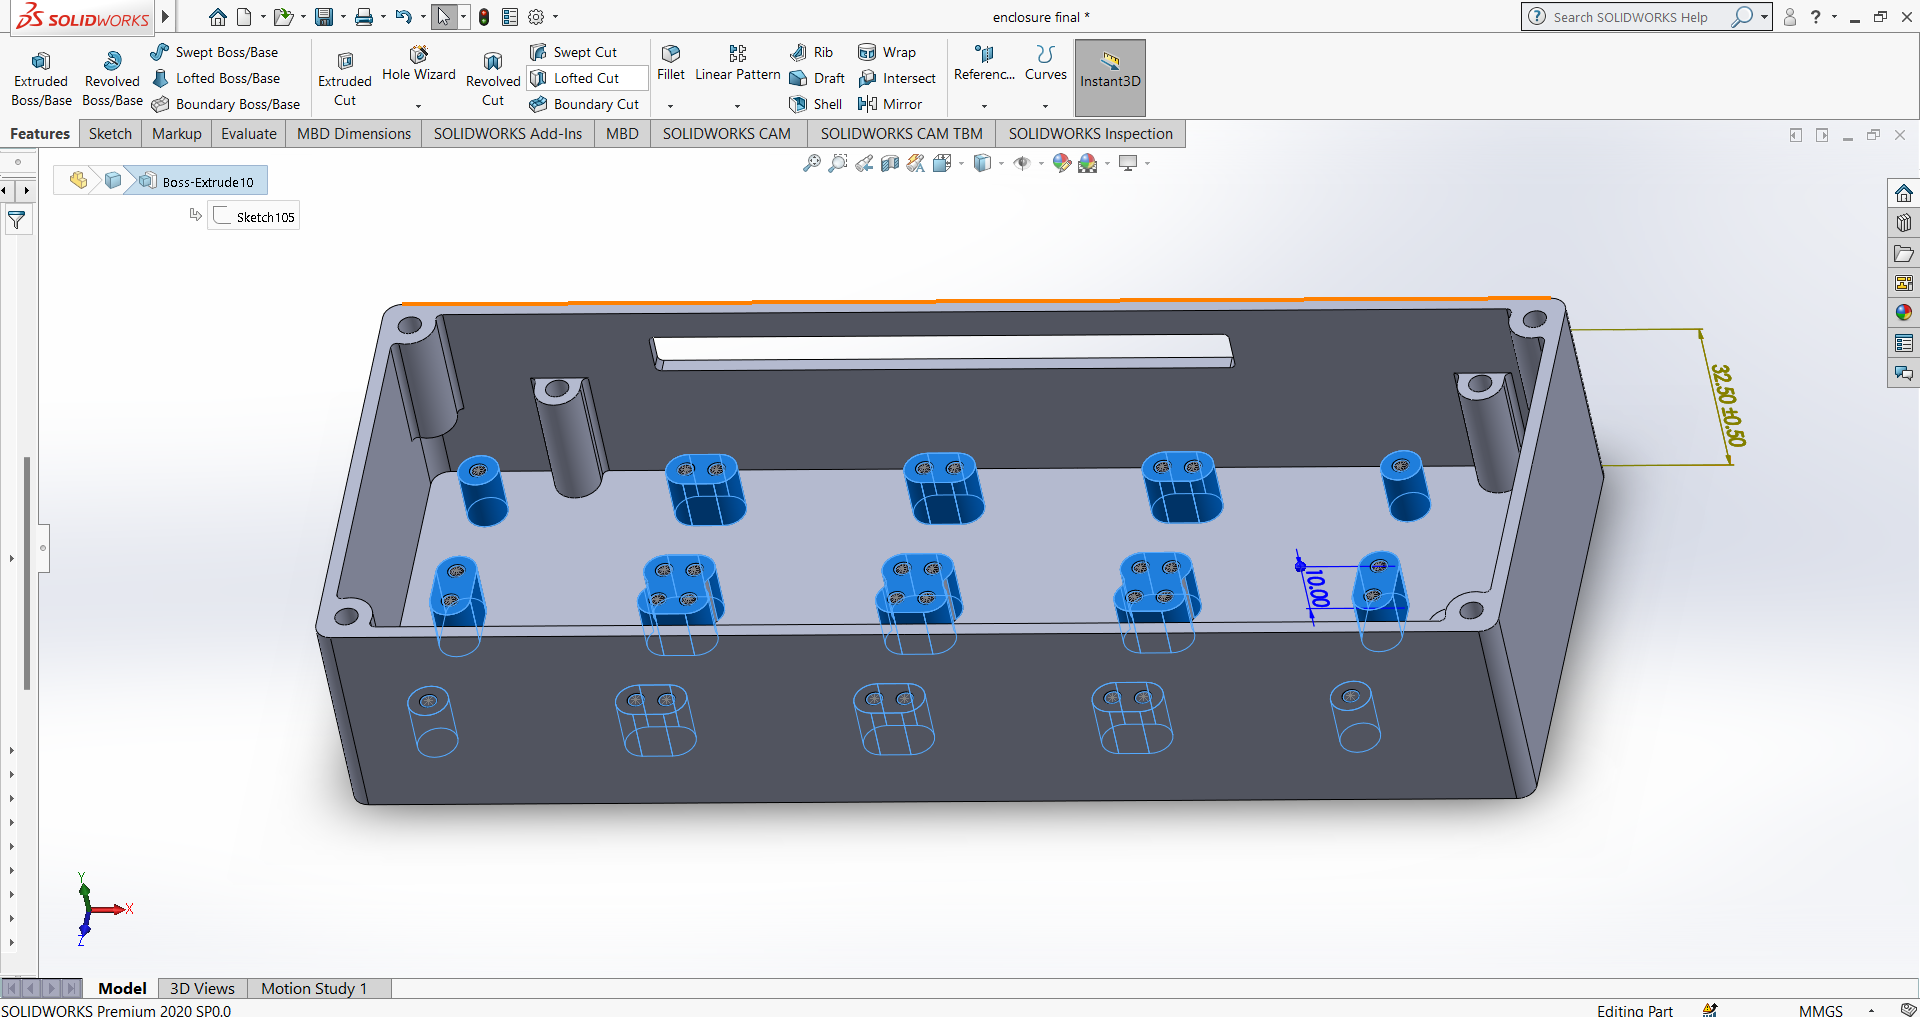 SOLIDWORKS
enclosure final *
Search SOLIDWORKS Help
?
Extruded Boss/Base
Revolved Boss/Base
Swept Boss/Base
Lofted Boss/Base
Boundary Boss/Base
Extruded Cut
Hole Wizard
Revolved Cut
Swept Cut
Lofted Cut
Boundary Cut
Fillet
Linear Pattern
Rib
Draft
Shell
Wrap
Intersect
Mirror
Referenc...
Curves
Instant3D
Features
Sketch
Markup
Evaluate
MBD Dimensions
SOLIDWORKS Add-Ins
MBD
SOLIDWORKS CAM
SOLIDWORKS CAM TBM
SOLIDWORKS Inspection
Boss-Extrude10
Sketch105
32.50 ±0.50
10.00
Y
X
Z
Model
3D Views
Motion Study 1
SOLIDWORKS Premium 2020 SP0.0
Editing Part
MMGS